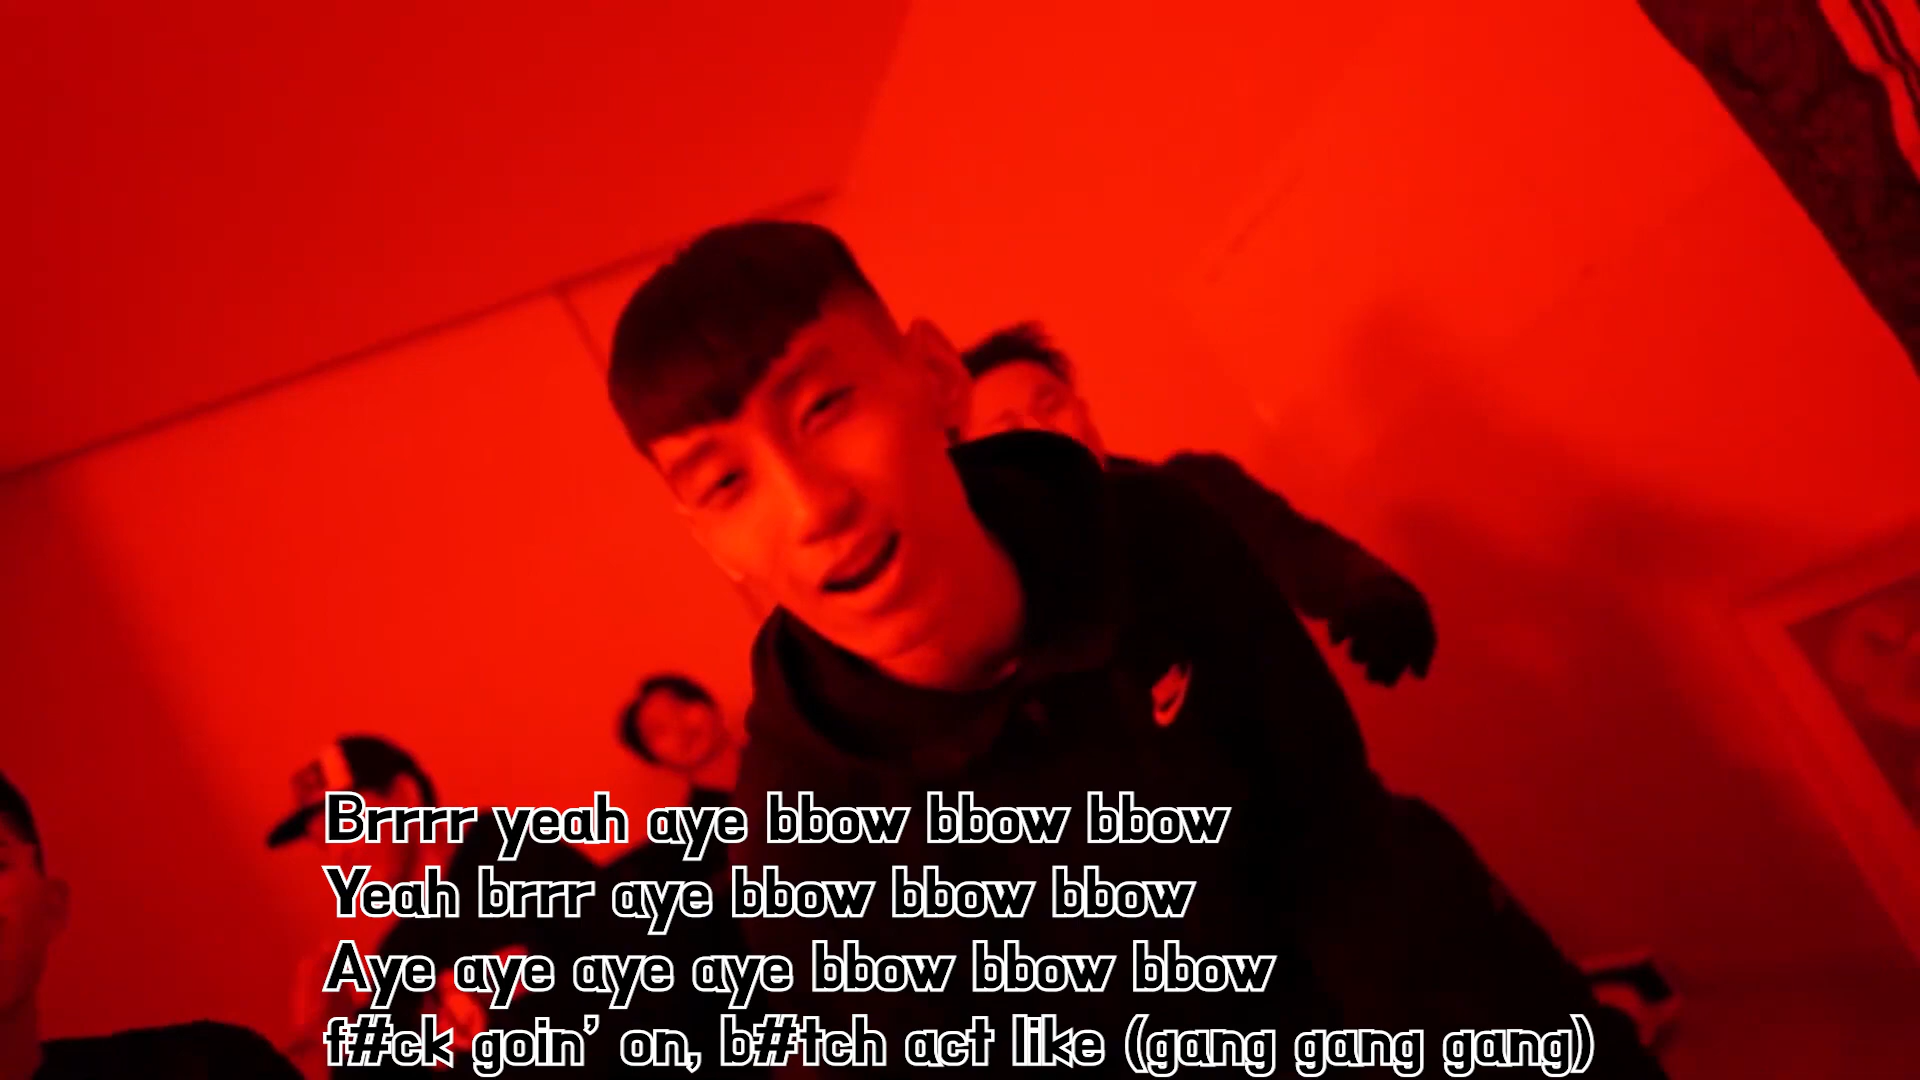 Brrrr yeah aye bbow bbow bbow
Yeah brrr aye bbow bbow bbow
Aye aye aye aye bbow bbow bbow
f#ck goin' on, b#tch act like (gang gang gang)